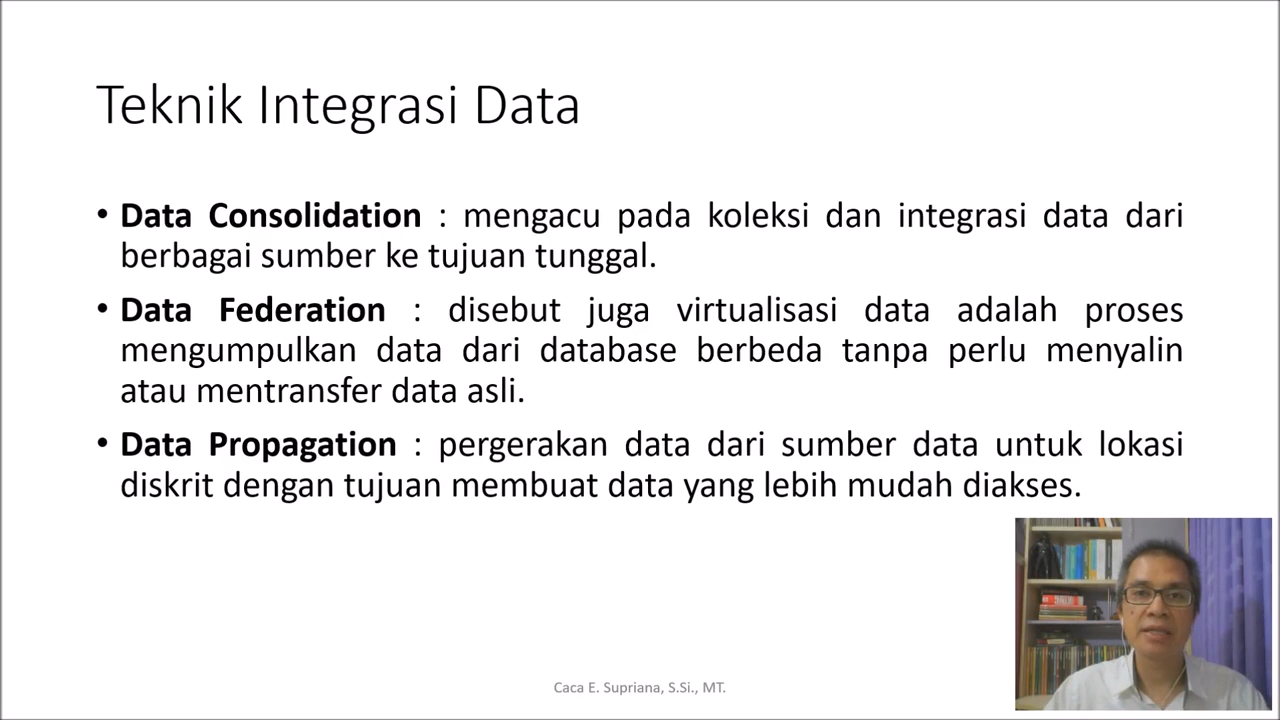 Teknik Integrasi Data
• Data Consolidation : mengacu pada koleksi dan integrasi data dari
berbagai sumber ke tujuan tunggal.
• Data Federation : disebut juga virtualisasi data adalah proses
mengumpulkan data dari database berbeda tanpa perlu menyalin
atau mentransfer data asli.
• Data Propagation : pergerakan data dari sumber data untuk lokasi
diskrit dengan tujuan membuat data yang lebih mudah diakses.
Caca E. Supriana, S.Si., MT.